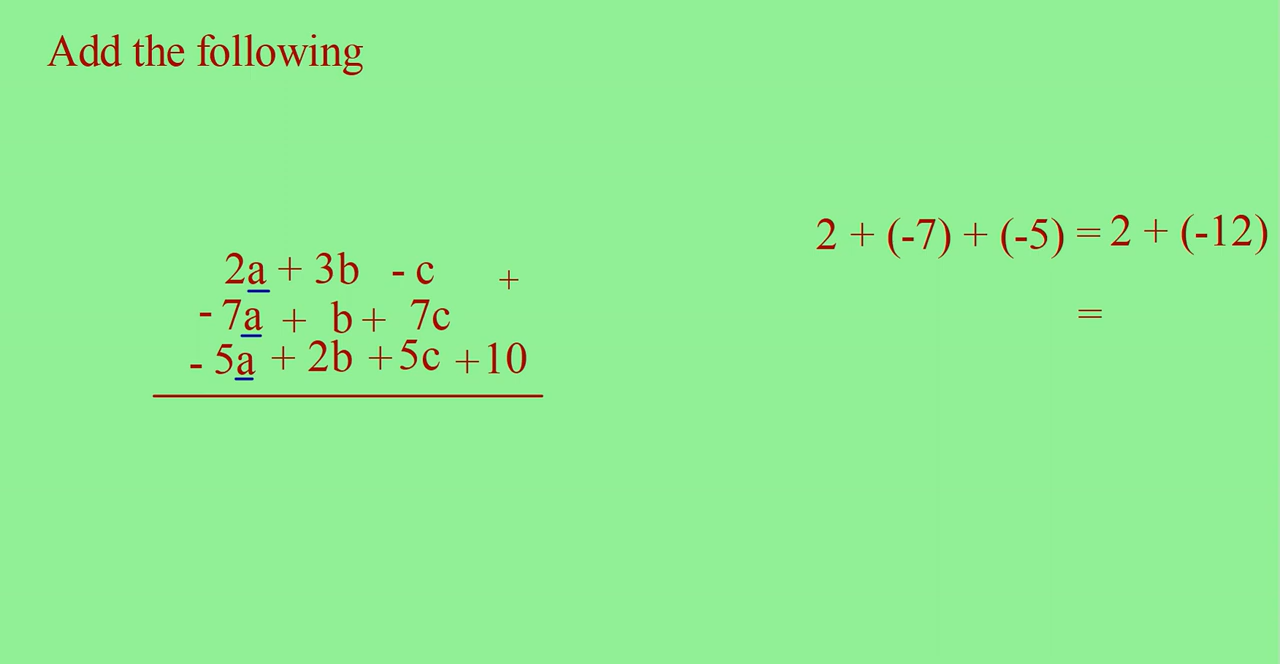 Add the following
2 + (-7) + (-5) = 2 + (-12)
=
2a + 3b - c +
- 7a + b + 7c
- 5a + 2b + 5c + 10